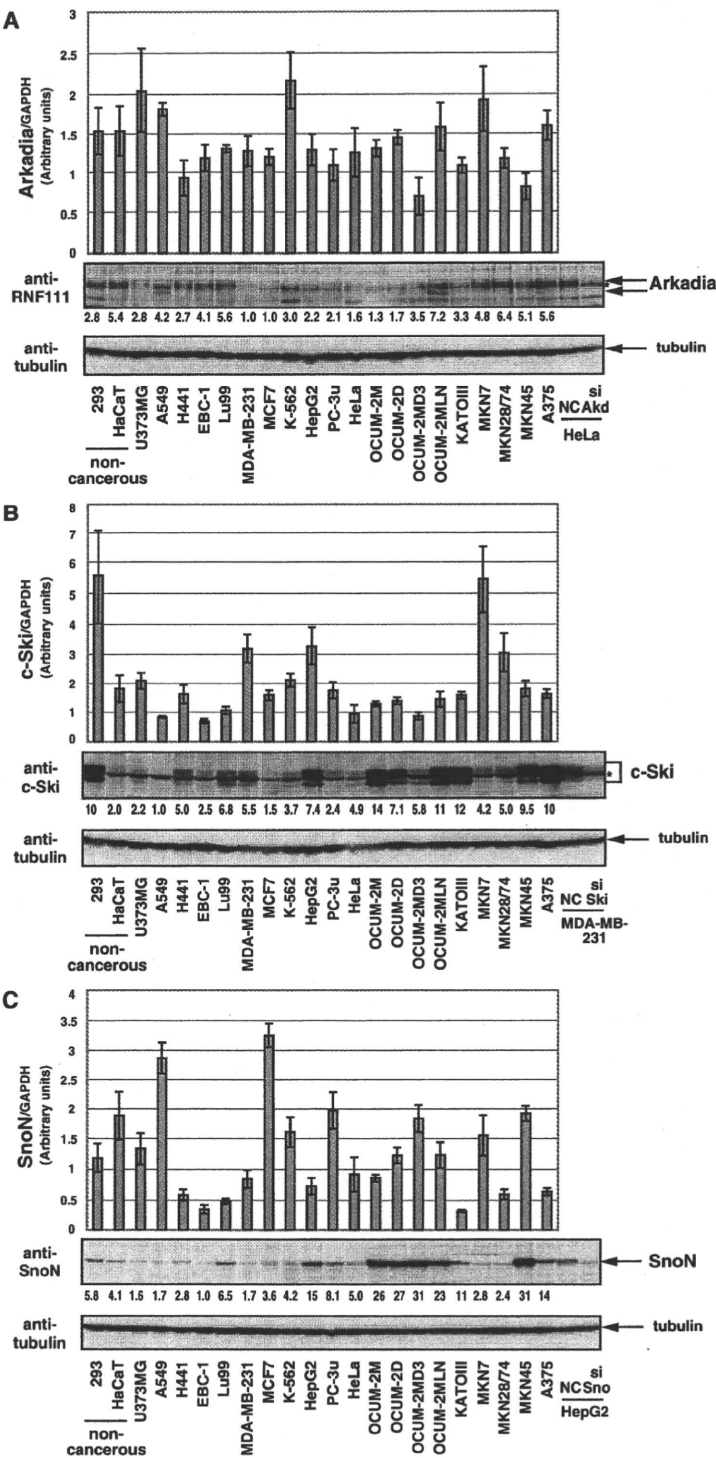 A
Arkadia/GAPDH
(Arbitrary units)
3
2.5
2
1.5
1
0.5
0
anti-
RNF111
Arkadia
2.8 5.4 2.8 4.2 2.7 4.1 5.6 1.0 1.0 3.0 2.2 2.1 1.6 1.3 1.7 3.5 7.2 3.3 4.8 6.4 5.1 5.6
anti-
tubulin
tubulin
293 HaCaT U373MG A549 H441 EBC-1 Lu99 MDA-MB-231 MCF7 K-562 HepG2 PC-3u HeLa OCUM-2M OCUM-2D OCUM-2MD3 OCUM-2MLN KATOIII MKN7 MKN28/74 MKN45 A375
si
NC Akd
HeLa
non-
cancerous
B
c-Ski/GAPDH
(Arbitrary units)
8
7
6
5
4
3
2
1
0
anti-
c-Ski
* c-Ski
10 2.0 2.2 1.0 5.0 2.5 6.8 5.5 1.5 3.7 7.4 2.4 4.9 14 7.1 5.8 11 12 4.2 5.0 9.5 10
anti-
tubulin
tubulin
293 HaCaT U373MG A549 H441 EBC-1 Lu99 MDA-MB-231 MCF7 K-562 HepG2 PC-3u HeLa OCUM-2M OCUM-2D OCUM-2MD3 OCUM-2MLN KATOIII MKN7 MKN28/74 MKN45 A375
si
NC Ski
MDA-MB-
231
non-
cancerous
C
SnoN/GAPDH
(Arbitrary units)
4
3.5
3
2.5
2
1.5
1
0.5
0
anti-
SnoN
SnoN
5.8 4.1 1.6 1.7 2.8 1.0 6.5 1.7 3.6 4.2 15 8.1 5.0 26 27 31 23 11 2.8 2.4 31 14
anti-
tubulin
tubulin
293 HaCaT U373MG A549 H441 EBC-1 Lu99 MDA-MB-231 MCF7 K-562 HepG2 PC-3u HeLa OCUM-2M OCUM-2D OCUM-2MD3 OCUM-2MLN KATOIII MKN7 MKN28/74 MKN45 A375
si
NC Sno
HepG2
non-
cancerous